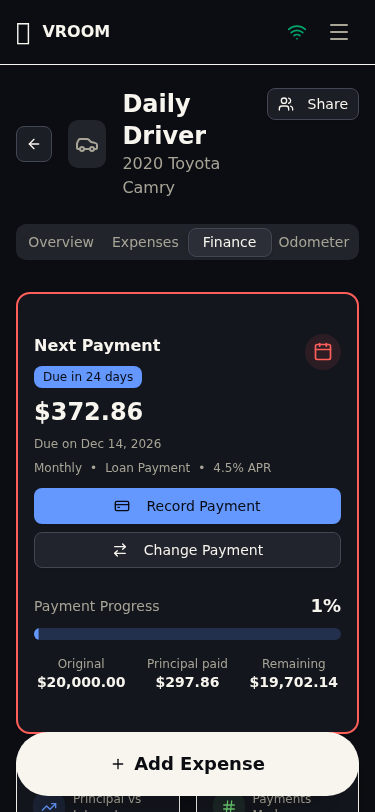 VROOM
Daily
Driver
2020 Toyota
Camry
Share
Overview Expenses Finance Odometer
Next Payment
Due in 24 days
$372.86
Due on Dec 14, 2026
Monthly • Loan Payment • 4.5% APR
Record Payment
Change Payment
Payment Progress 1%
Original Principal paid Remaining
$20,000.00 $297.86 $19,702.14
+ Add Expense
Principal vs
Payments